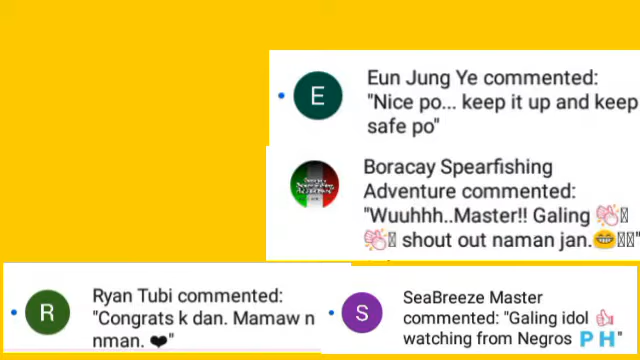 E
Eun Jung Ye commented:
"Nice po... keep it up and keep
safe po"
Boracay Spearfishing
Adventure commented:
"Wuuhhh..Master!! Galing 👏
👏 shout out naman jan.😁"
R
Ryan Tubi commented:
"Congrats k dan. Mamaw n
nman. ❤"
S
SeaBreeze Master
commented: "Galing idol 👍
watching from Negros 🇵 🇭"